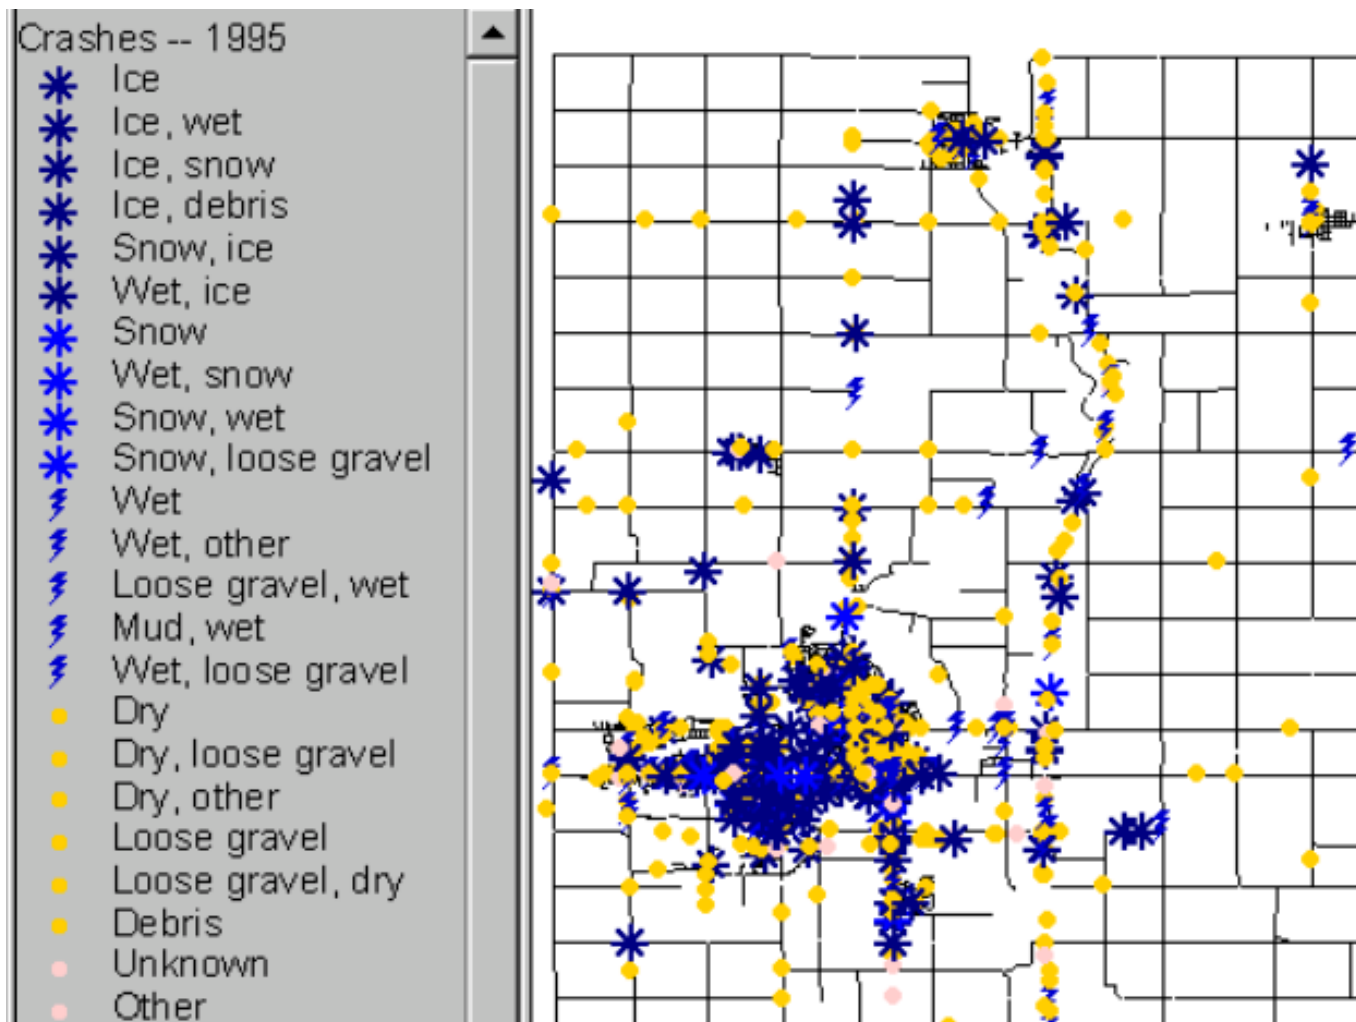 Crashes -- 1995
Ice
Ice, wet
Ice, snow
Ice, debris
Snow, ice
Wet, ice
Snow
Wet, snow
Snow, wet
Snow, loose gravel
Wet
Wet, other
Loose gravel, wet
Mud, wet
Wet, loose gravel
Dry
Dry, loose gravel
Dry, other
Loose gravel
Loose gravel, dry
Debris
Unknown
Other